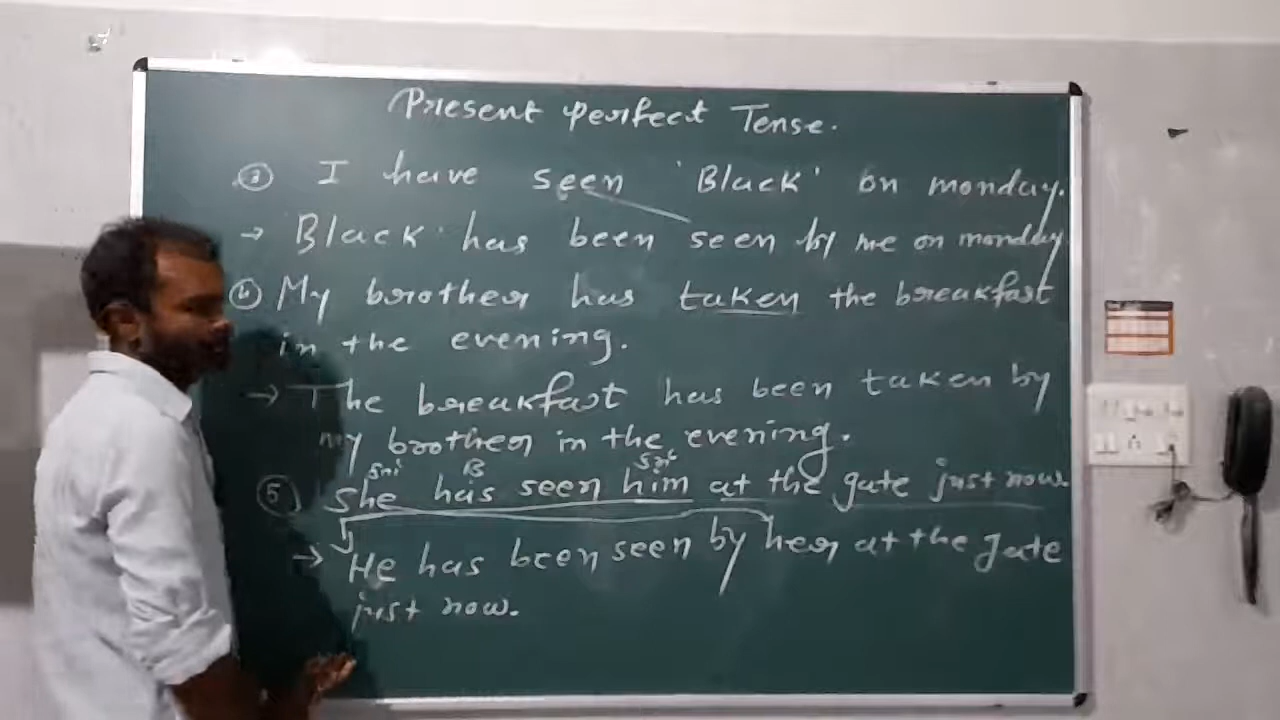 Present perfect Tense.
③ I have seen 'Black' on monday.
→ Black has been seen by me on monday
④ My brother has taken the breakfast
in the evening.
→ The breakfast has been taken by
my brother in the evening.
⑤ She has seen him at the gate just now.
→ He has been seen by her at the gate
just now.